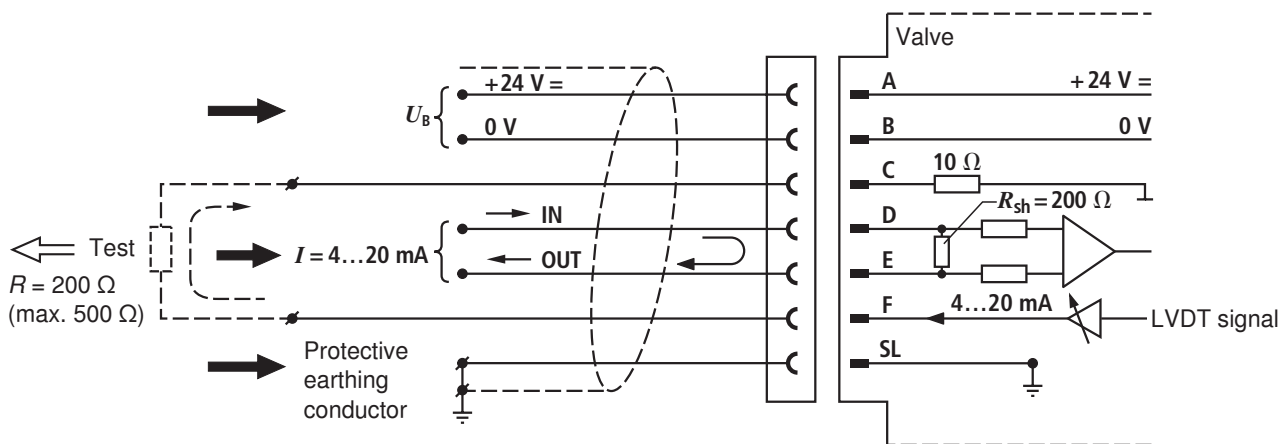 Valve
+24 V =
A
+24 V =
U_B
0 V
B
0 V
C
10 Ω
IN
D
R_sh = 200 Ω
Test
I = 4...20 mA
OUT
E
R = 200 Ω
(max. 500 Ω)
F
4...20 mA
LVDT signal
Protective
earthing
conductor
SL